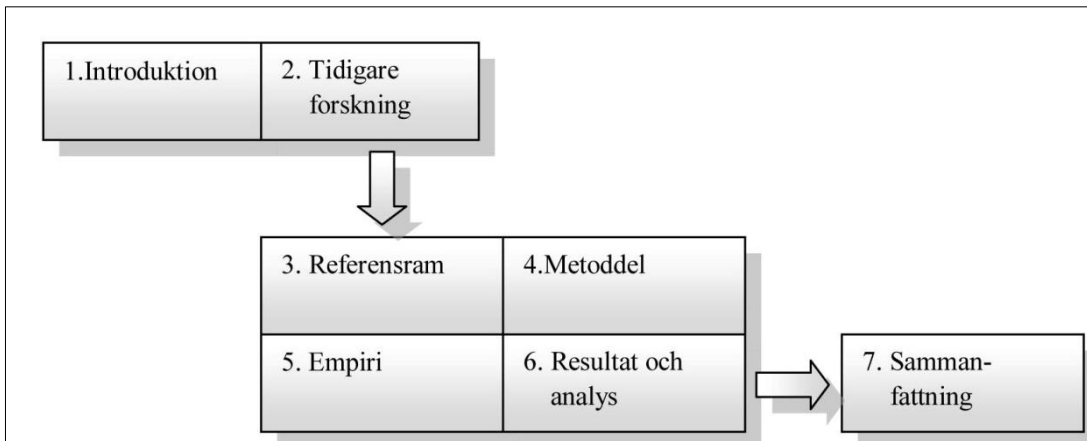 1.Introduktion
2. Tidigare
forskning
3. Referensram
4.Metoddel
5. Empiri
6. Resultat och
analys
7. Samman-
fattning